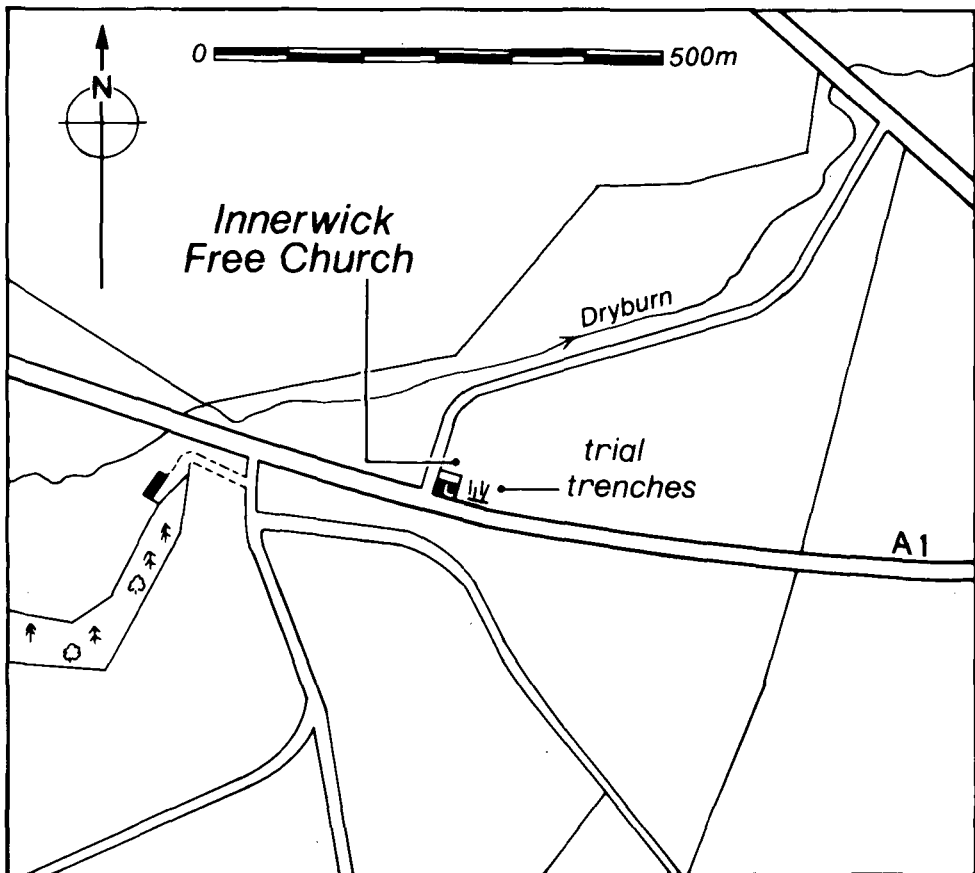 0 500m
N
Innerwick
Free Church
Dryburn
trial
trenches
A1